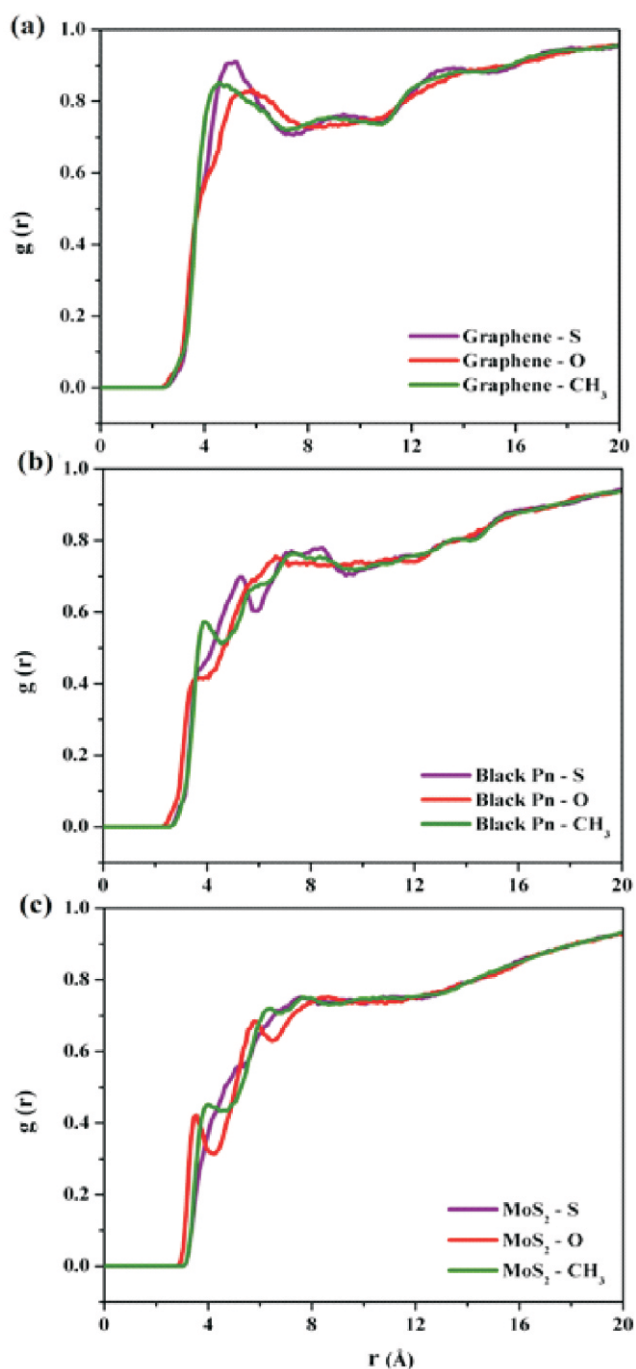 (a)
1.0
0.8
0.6
0.4
0.2
0.0
g (r)
Graphene - S
Graphene - O
Graphene - CH₃
0 4 8 12 16 20
(b)
1.0
0.8
0.6
0.4
0.2
0.0
g (r)
Black Pn - S
Black Pn - O
Black Pn - CH₃
0 4 8 12 16 20
(c)
1.0
0.8
0.6
0.4
0.2
0.0
g (r)
MoS₂ - S
MoS₂ - O
MoS₂ - CH₃
0 4 8 12 16 20
r (Å)